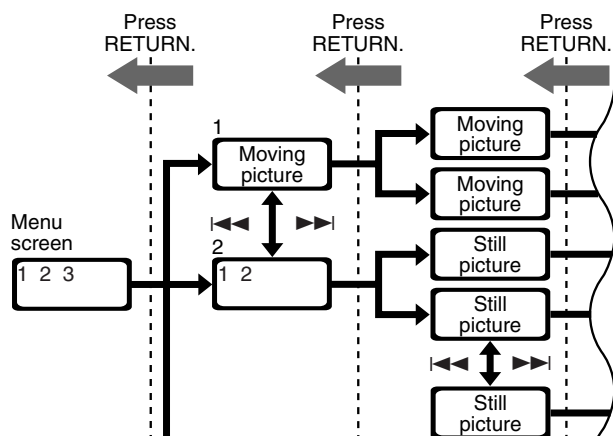 Press
RETURN.
Press
RETURN.
Press
RETURN.
1
Moving
picture
Moving
picture
Moving
picture
Menu
screen
1 2 3
2
1 2
Still
picture
Still
picture
Still
picture